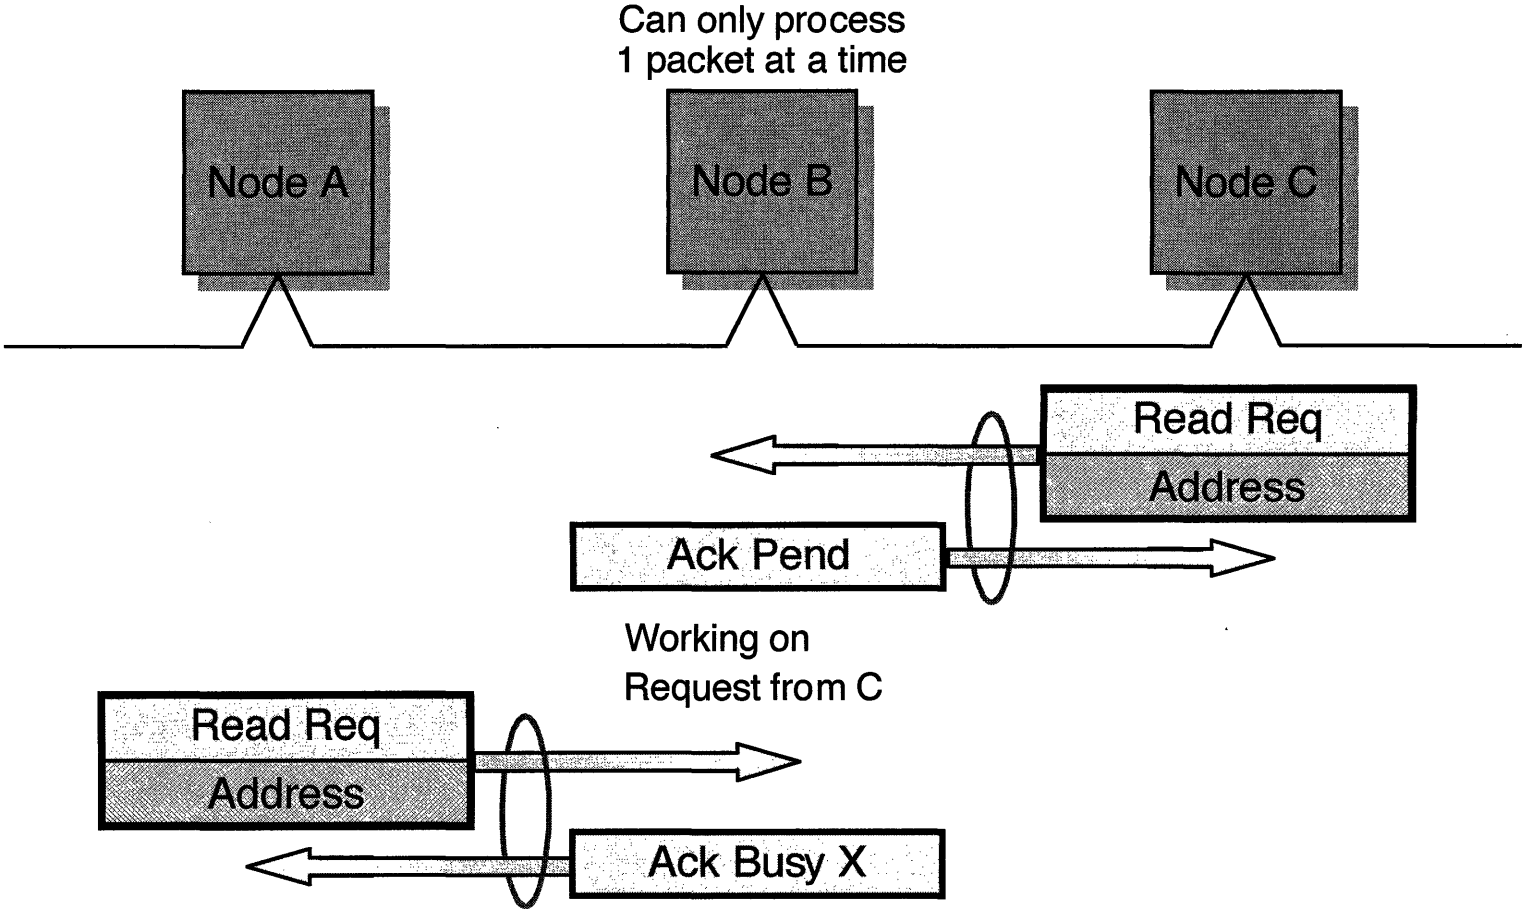 Can only process
1 packet at a time
Node A
Node B
Node C
Read Req
Address
Ack Pend
Working on
Request from C
Read Req
Address
Ack Busy X